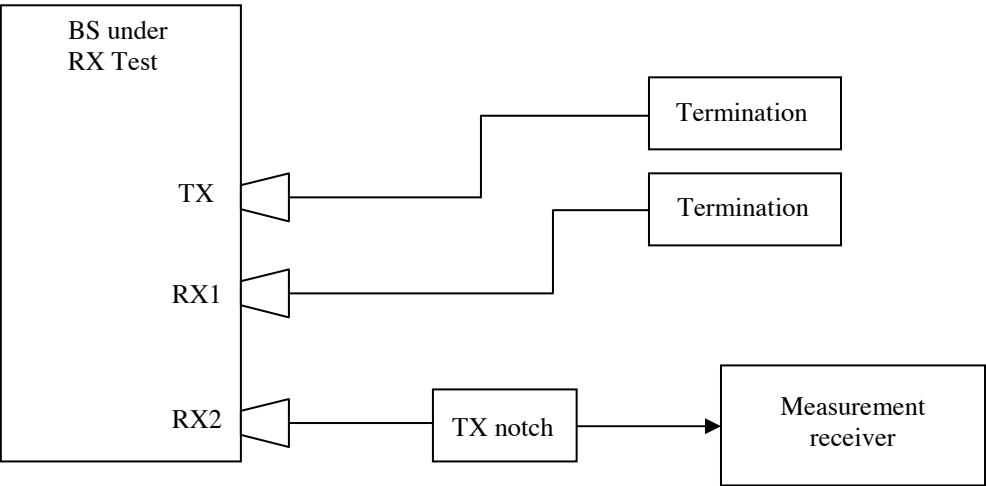 BS under
RX Test
Termination
TX
Termination
RX1
RX2
TX notch
Measurement
receiver